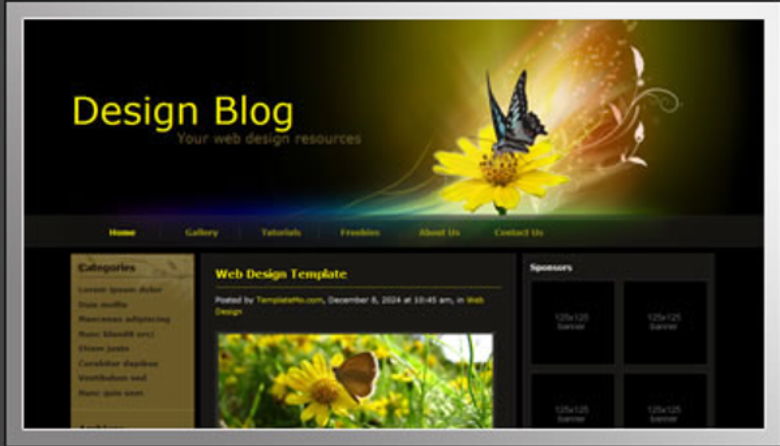 Design Blog
Your web design resources
Home Gallery Tutorials Freebies About Us Contact Us
Categories
Lorem ipsum dolor
Duis mollis
Maecenas adipiscing
Nunc blandit orci
Etiam justo
Curabitur dapibus
Vestibulum sed
Nunc quis sem
Web Design Template
Posted by TemplateMo.com, December 8, 2024 at 10:45 am, in Web
Design
Sponsors
125x125
banner
125x125
banner
125x125
banner
125x125
banner